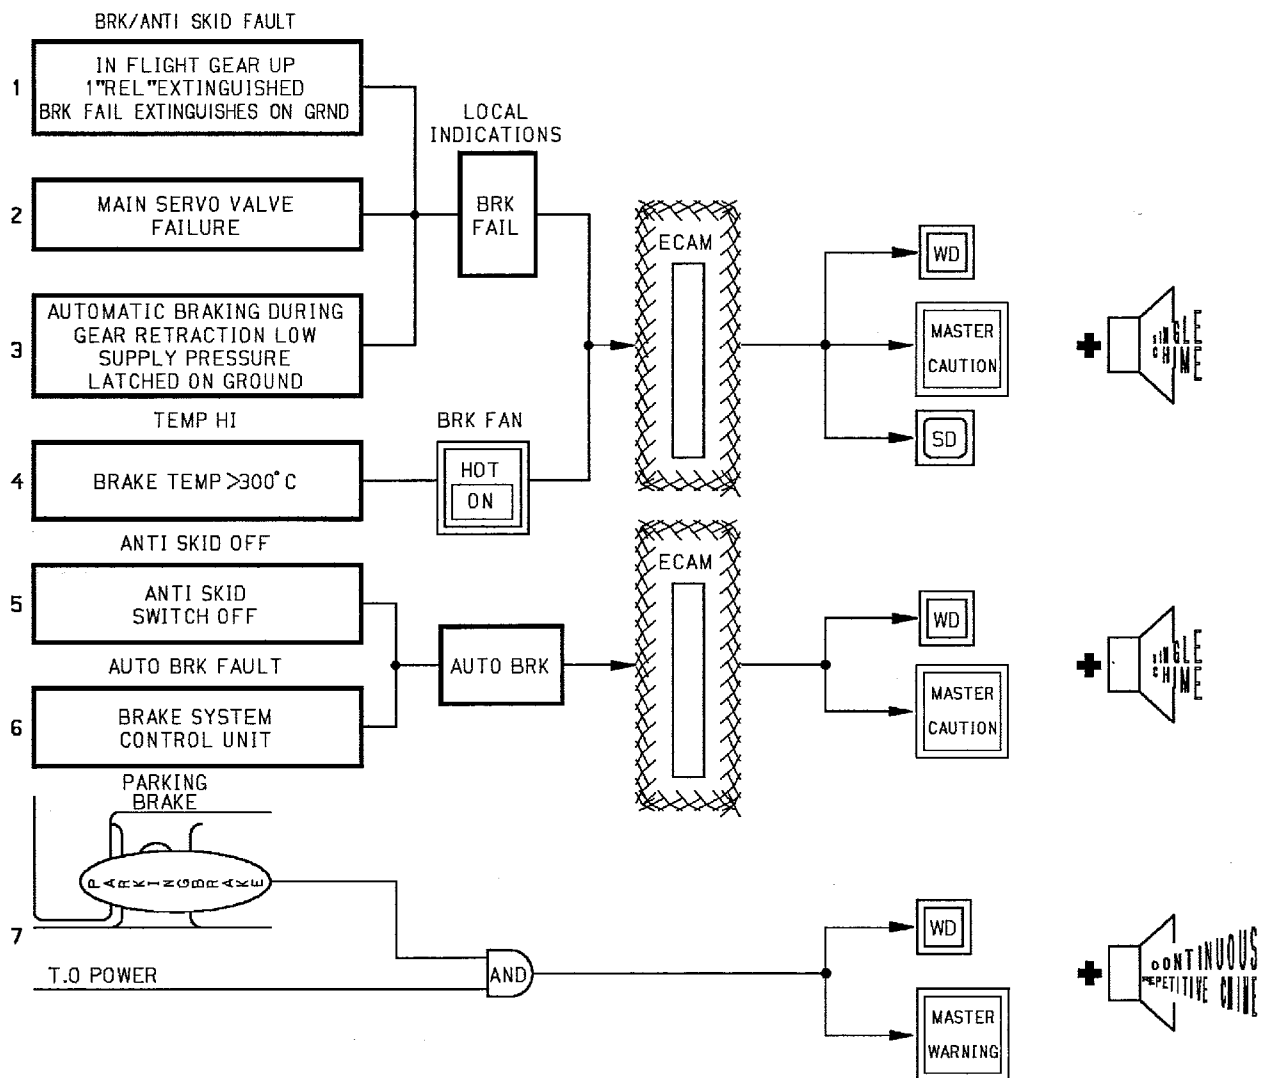 BRK/ANTI SKID FAULT
1
IN FLIGHT GEAR UP
1"REL"EXTINGUISHED
BRK FAIL EXTINGUISHES ON GRND
LOCAL
INDICATIONS
2
MAIN SERVO VALVE
FAILURE
BRK
FAIL
ECAM
WD
3
AUTOMATIC BRAKING DURING
GEAR RETRACTION LOW
SUPPLY PRESSURE
LATCHED ON GROUND
MASTER
CAUTION
SINGLE
CHIME
TEMP HI
BRK FAN
SD
4
BRAKE TEMP >300°C
HOT
ON
ANTI SKID OFF
ECAM
5
ANTI SKID
SWITCH OFF
WD
AUTO BRK FAULT
AUTO BRK
SINGLE
CHIME
6
BRAKE SYSTEM
CONTROL UNIT
MASTER
CAUTION
PARKING
BRAKE
PARKINGBRAKE
7
WD
T.O POWER
AND
CONTINUOUS
REPETITIVE CHIME
MASTER
WARNING